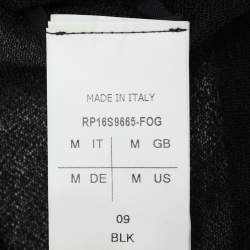 MADE IN ITALY
RP16S9665-FOG
M IT M GB
M DE M US
09
BLK